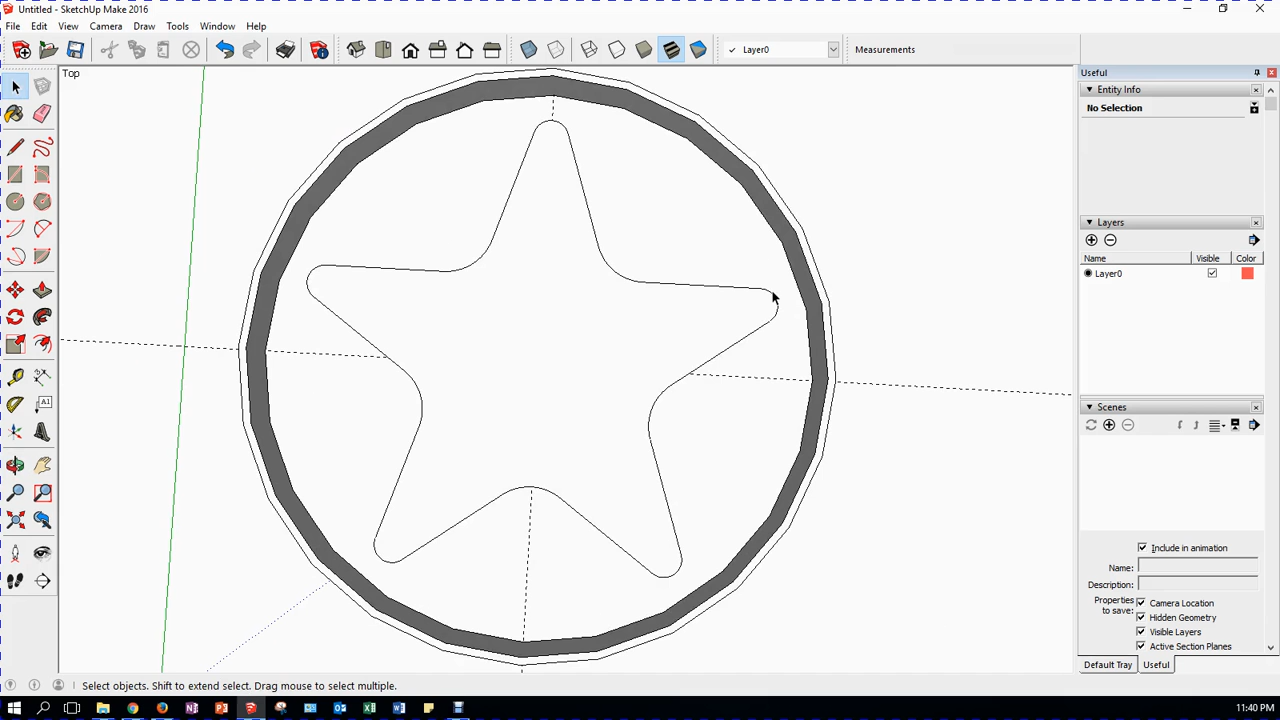 Untitled - SketchUp Make 2016
File Edit View Camera Draw Tools Window Help
Layer0
Measurements
Top
Useful
Entity Info
No Selection
Layers
Name Visible Color
Layer0
Scenes
Include in animation
Name:
Description:
Properties to save:
Camera Location
Hidden Geometry
Visible Layers
Active Section Planes
Default Tray Useful
Select objects. Shift to extend select. Drag mouse to select multiple.
11:40 PM